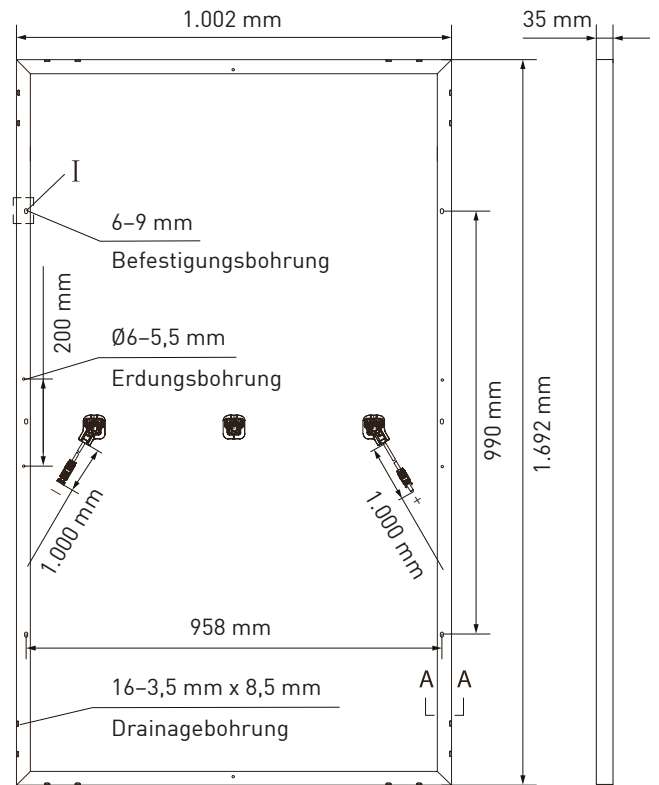 1.002 mm
35 mm
I
6–9 mm
Befestigungsbohrung
200 mm
Ø6–5,5 mm
Erdungsbohrung
990 mm
1.692 mm
–
+
1.000 mm
1.000 mm
958 mm
16–3,5 mm x 8,5 mm
Drainagebohrung
A A